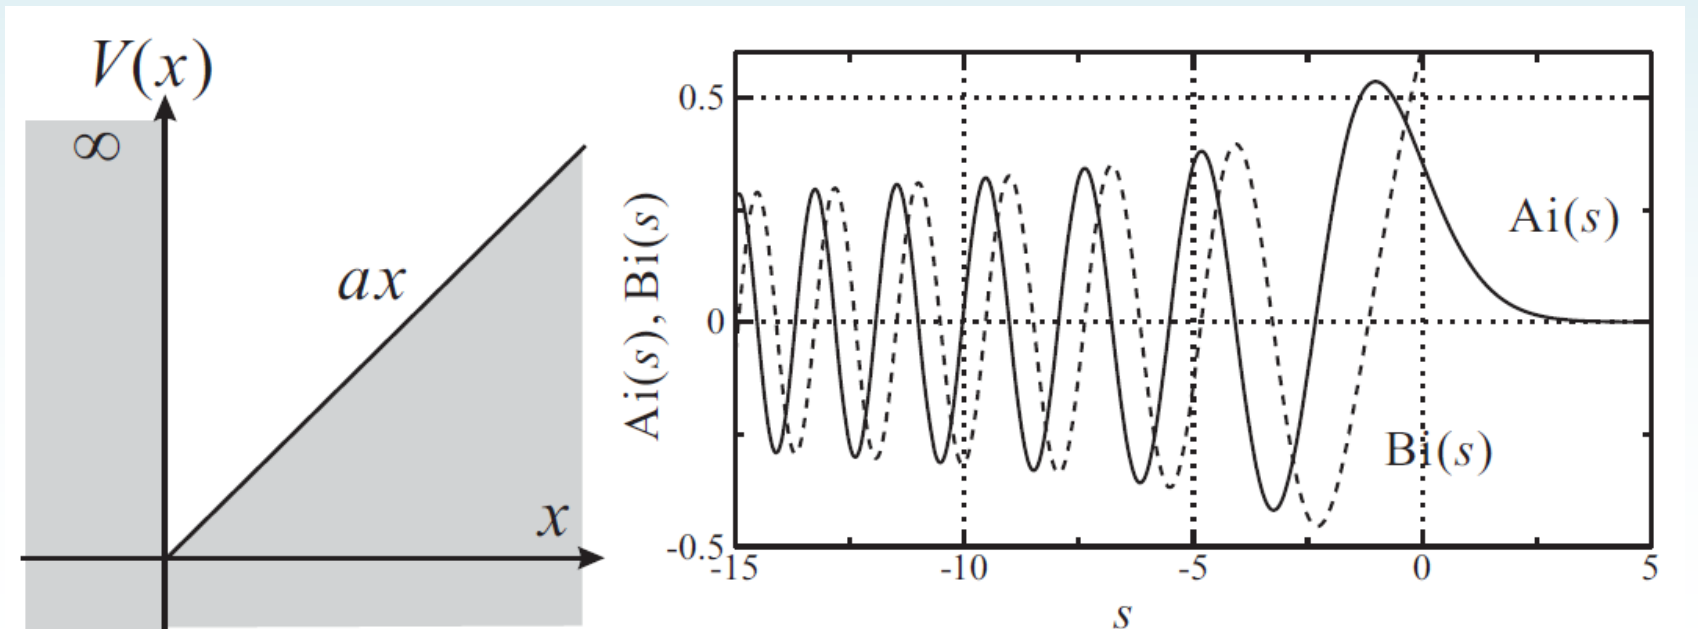 V(x)
∞
ax
x
Ai(s), Bi(s)
0.5
0
-0.5
Ai(s)
Bi(s)
-15 -10 -5 0 5
s